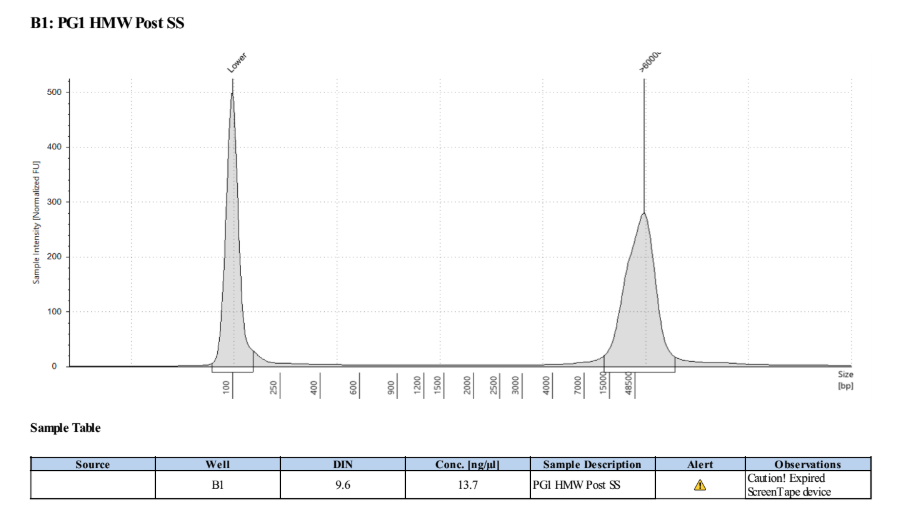 B1: PG1 HMW Post SS
Lower
>6000
500
400
300
200
100
0
Sample Intensity [Normalized FU]
100
250
400
600
900
1200
1500
2000
2500
3000
4000
7000
15000
48500
Size
[bp]
Sample Table
Source Well DIN Conc. [ng/µl] Sample Description Alert Observations
B1 9.6 13.7 PG1 HMW Post SS Caution! Expired
ScreenTape device